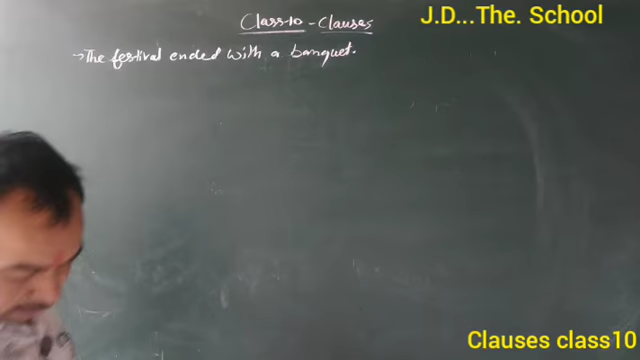 Class-10 - Clauses
J.D...The. School
→The festival ended with a banquet.
Clauses class10